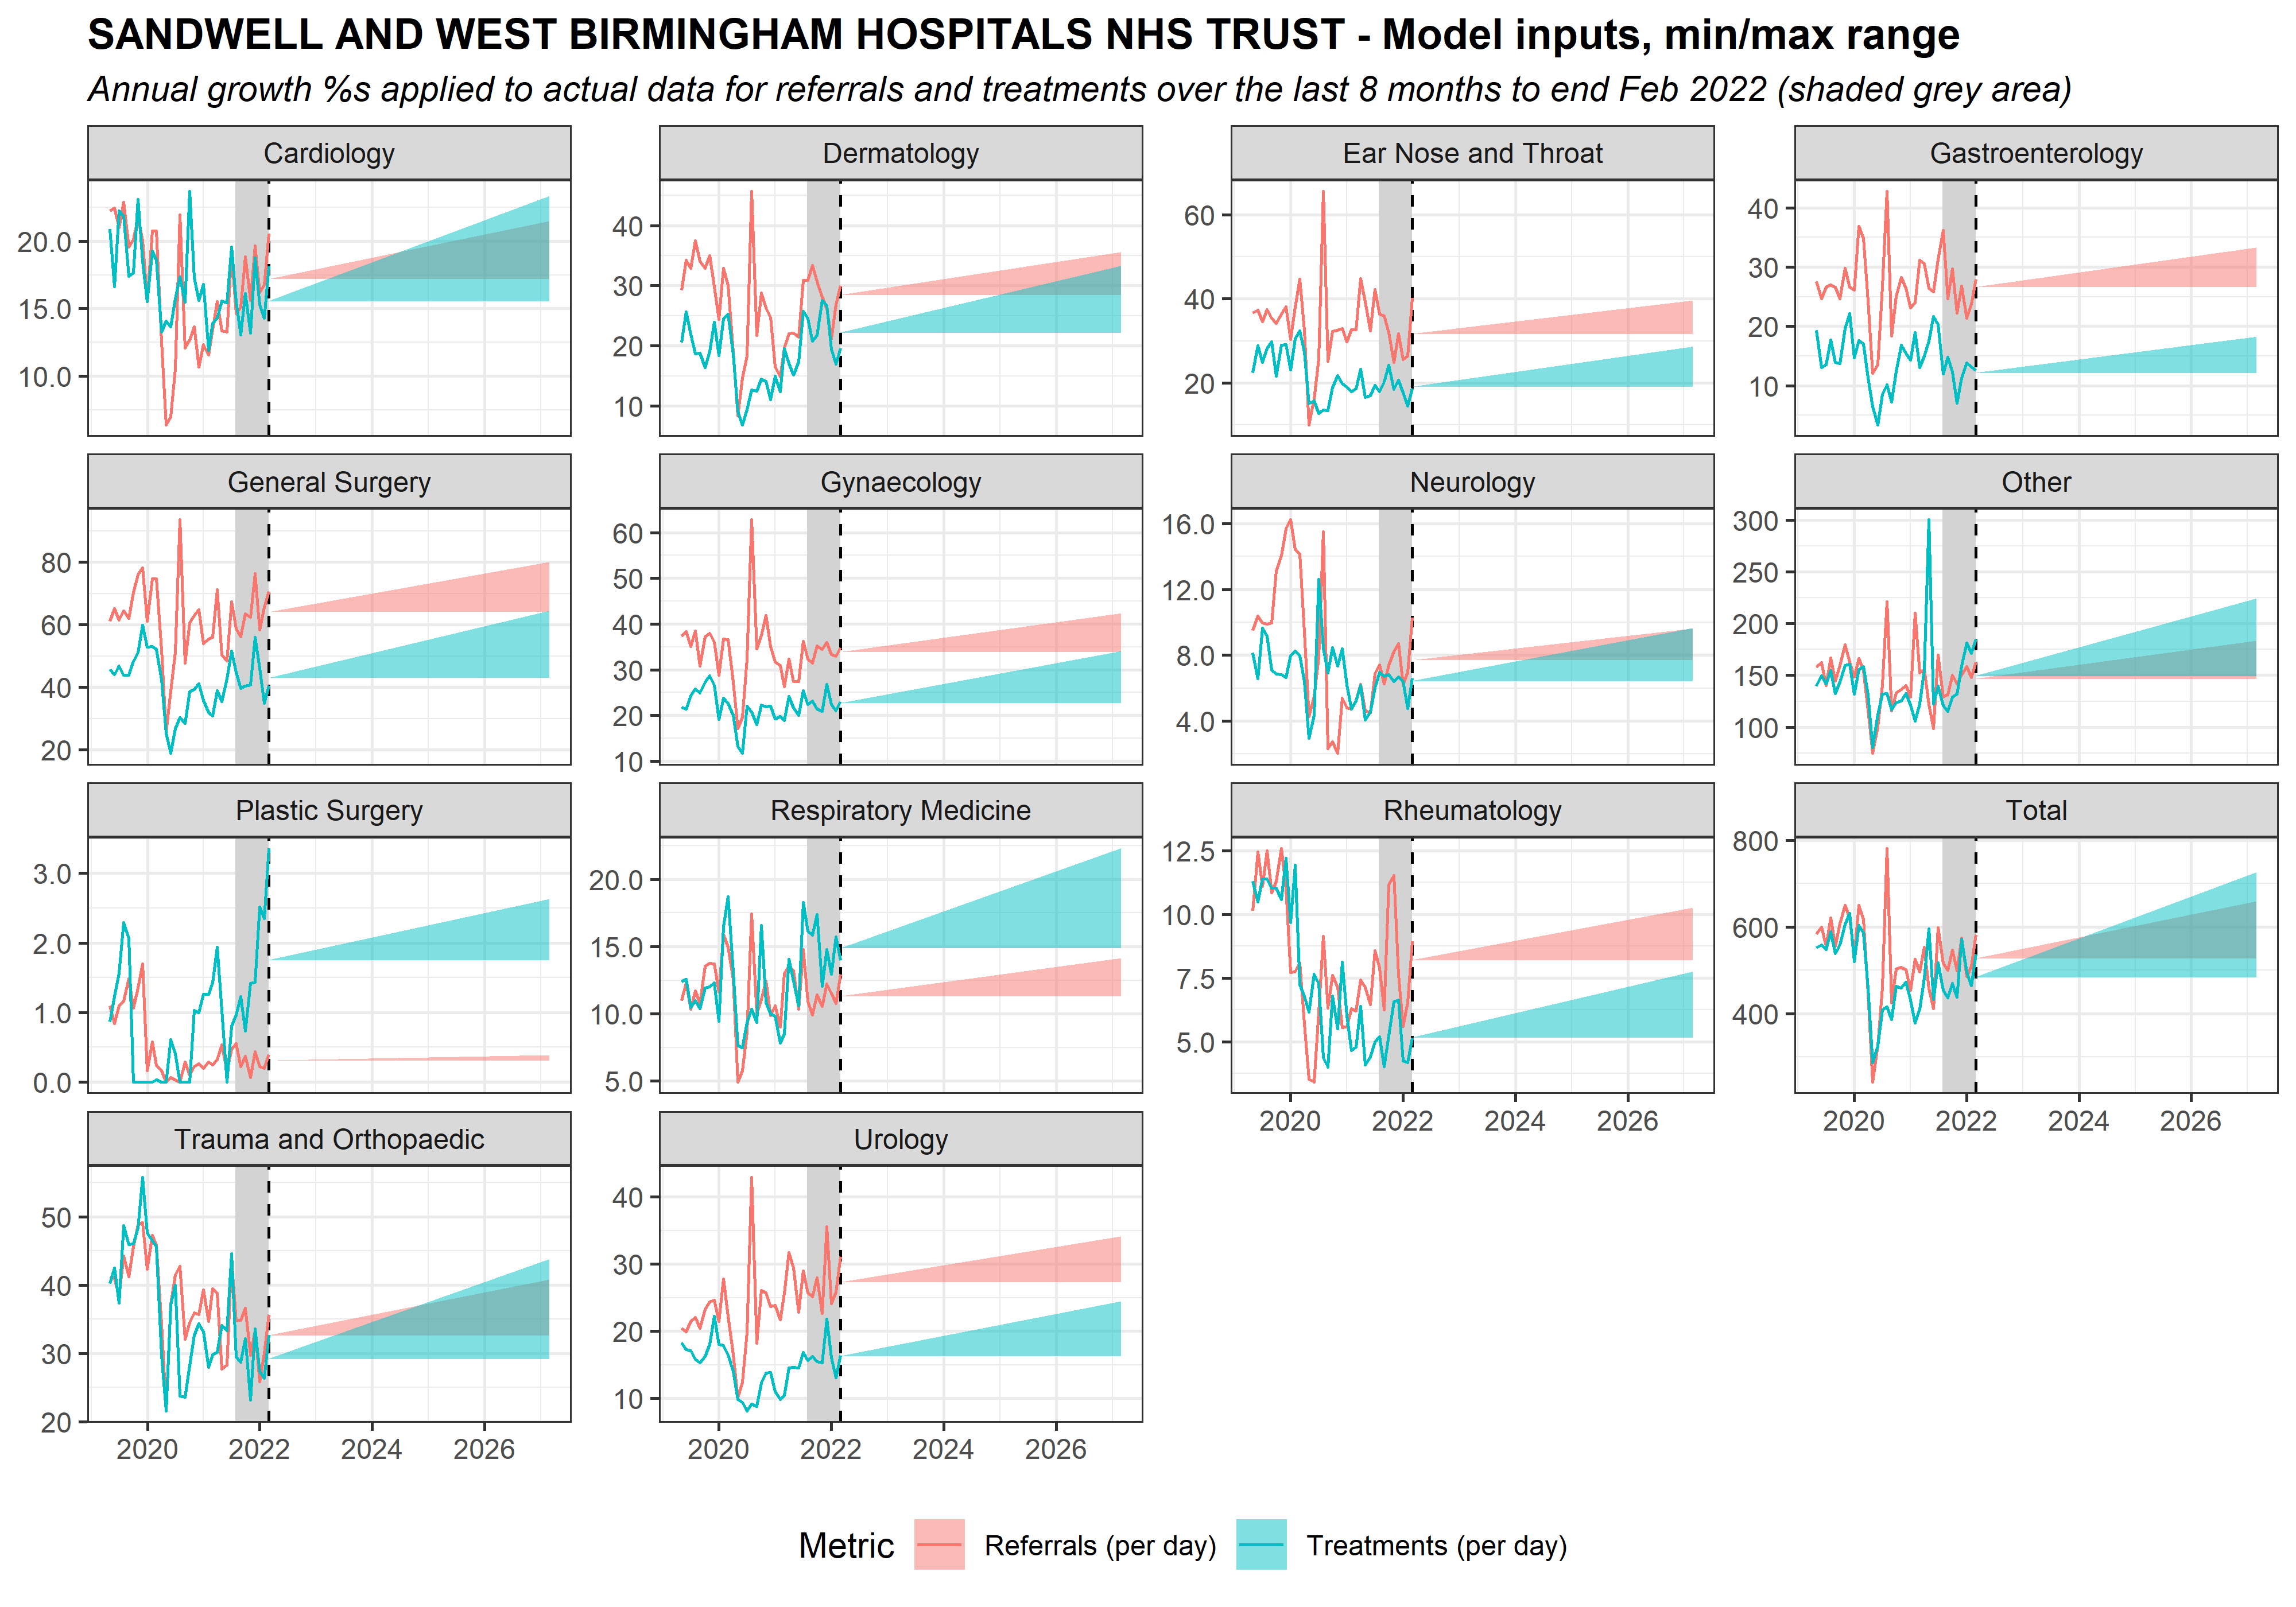 SANDWELL AND WEST BIRMINGHAM HOSPITALS NHS TRUST - Model inputs, min/max range
Annual growth %s applied to actual data for referrals and treatments over the last 8 months to end Feb 2022 (shaded grey area)
Cardiology
20.0
15.0
10.0
Dermatology
40
30
20
10
Ear Nose and Throat
60
40
20
Gastroenterology
40
30
20
10
General Surgery
80
60
40
20
Gynaecology
60
50
40
30
20
10
Neurology
16.0
12.0
8.0
4.0
Other
300
250
200
150
100
Plastic Surgery
3.0
2.0
1.0
0.0
Respiratory Medicine
20.0
15.0
10.0
5.0
Rheumatology
12.5
10.0
7.5
5.0
2020 2022 2024 2026
Total
800
600
400
2020 2022 2024 2026
Trauma and Orthopaedic
50
40
30
20
2020 2022 2024 2026
Urology
40
30
20
10
2020 2022 2024 2026
Metric Referrals (per day) Treatments (per day)